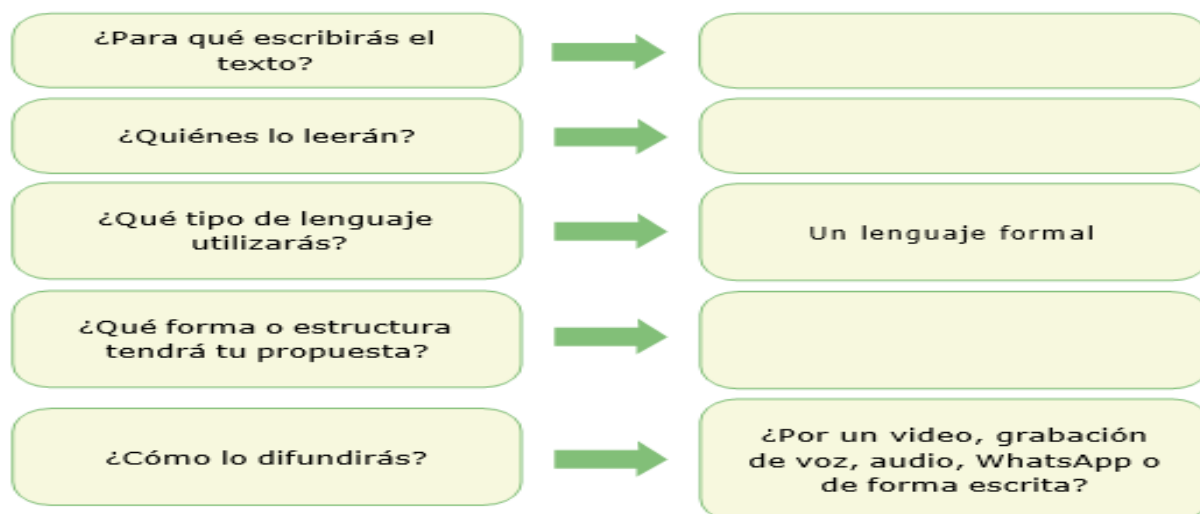 ¿Para qué escribirás el
texto?
¿Quiénes lo leerán?
¿Qué tipo de lenguaje
utilizarás?
Un lenguaje formal
¿Qué forma o estructura
tendrá tu propuesta?
¿Cómo lo difundirás?
¿Por un video, grabación
de voz, audio, WhatsApp o
de forma escrita?